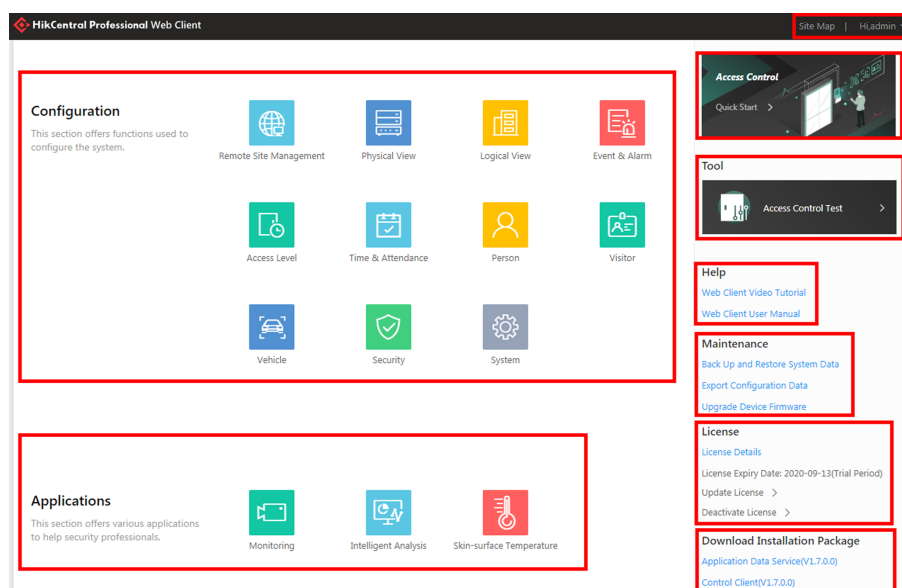 HikCentral Professional Web Client
Site Map | Hi,admin
Configuration
This section offers functions used to
configure the system.
Remote Site Management
Physical View
Logical View
Event & Alarm
Access Level
Time & Attendance
Person
Visitor
Vehicle
Security
System
Applications
This section offers various applications
to help security professionals.
Monitoring
Intelligent Analysis
Skin-surface Temperature
Access Control
Quick Start >
Tool
Access Control Test >
Help
Web Client Video Tutorial
Web Client User Manual
Maintenance
Back Up and Restore System Data
Export Configuration Data
Upgrade Device Firmware
License
License Details
License Expiry Date: 2020-09-13(Trial Period)
Update License >
Deactivate License >
Download Installation Package
Application Data Service(V1.7.0.0)
Control Client(V1.7.0.0)